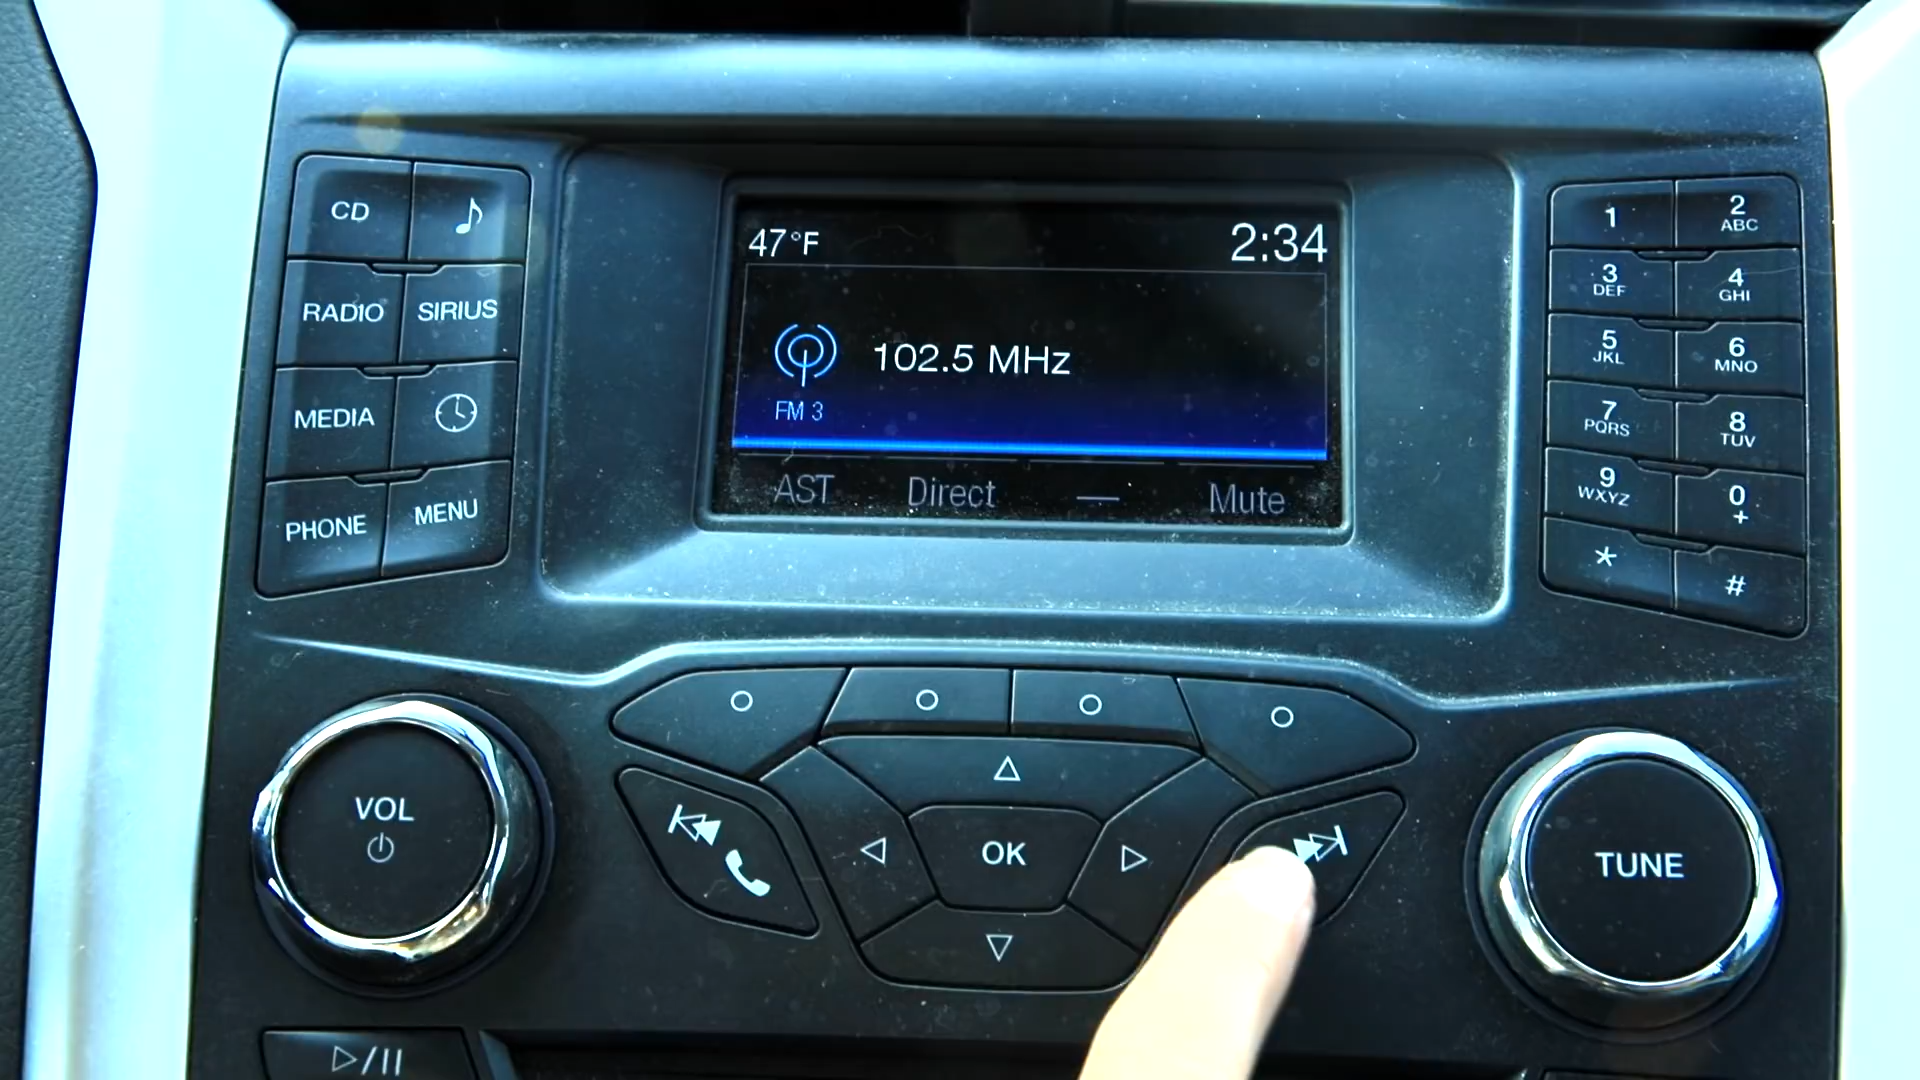 CD
RADIO SIRIUS
MEDIA
PHONE MENU
47°F 2:34
102.5 MHz
FM 3
AST Direct — Mute
1 2
ABC
3 4
DEF GHI
5 6
JKL MNO
7 8
PQRS TUV
9 0
WXYZ +
* #
VOL
OK
TUNE